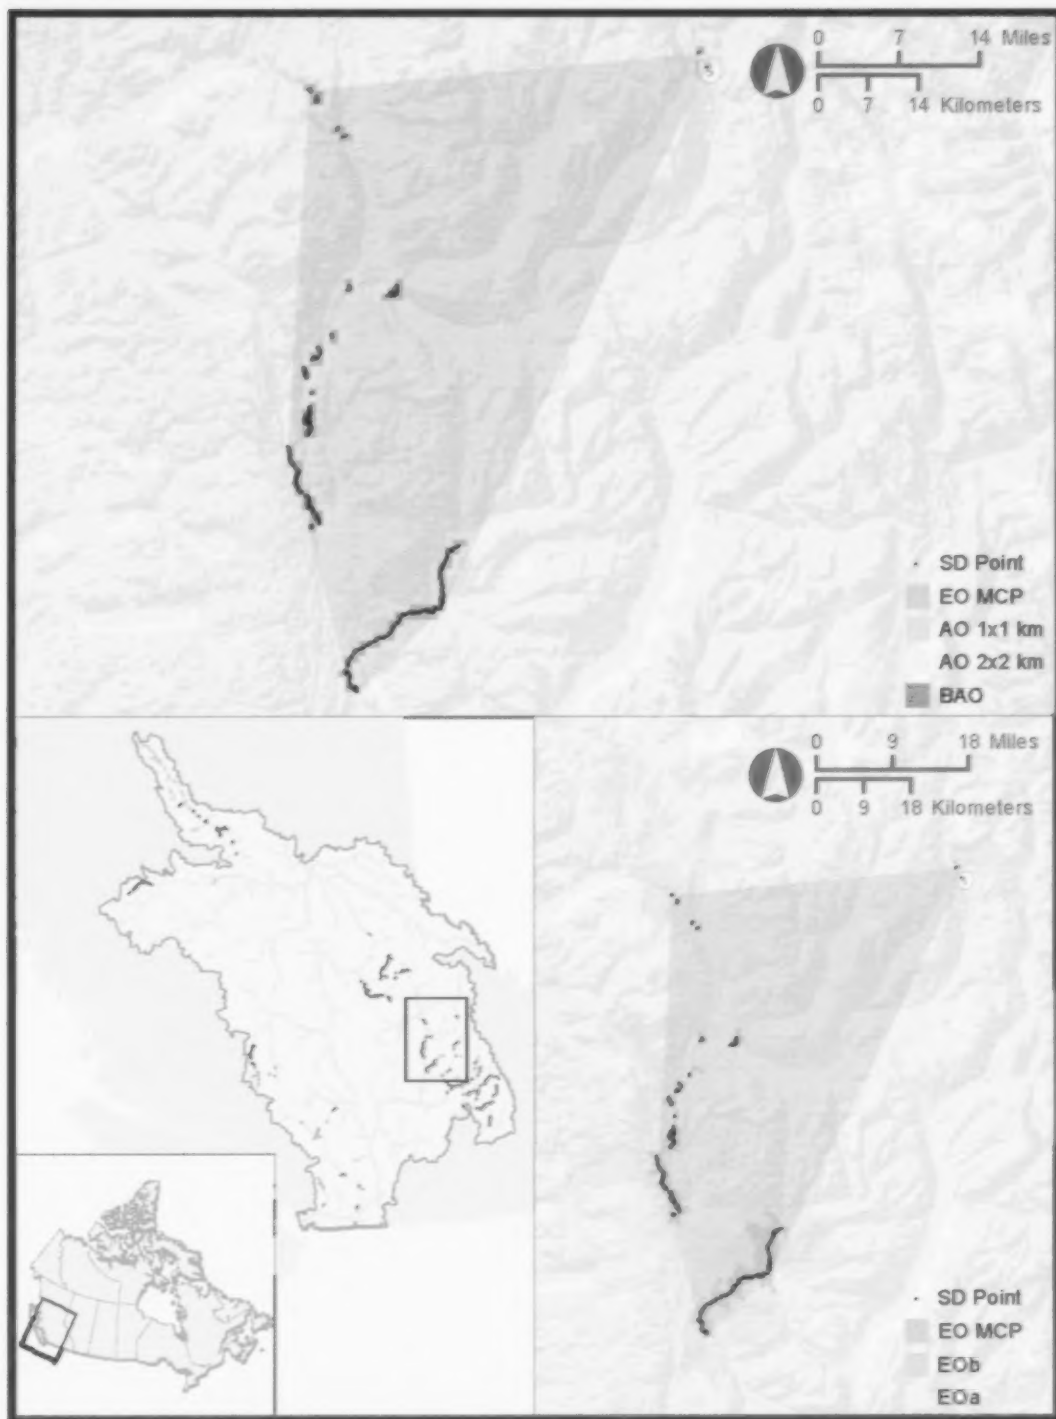 0 7 14 Miles
0 7 14 Kilometers
SD Point
EO MCP
AO 1x1 km
AO 2x2 km
BAO
0 9 18 Miles
0 9 18 Kilometers
SD Point
EO MCP
EOb
EOa